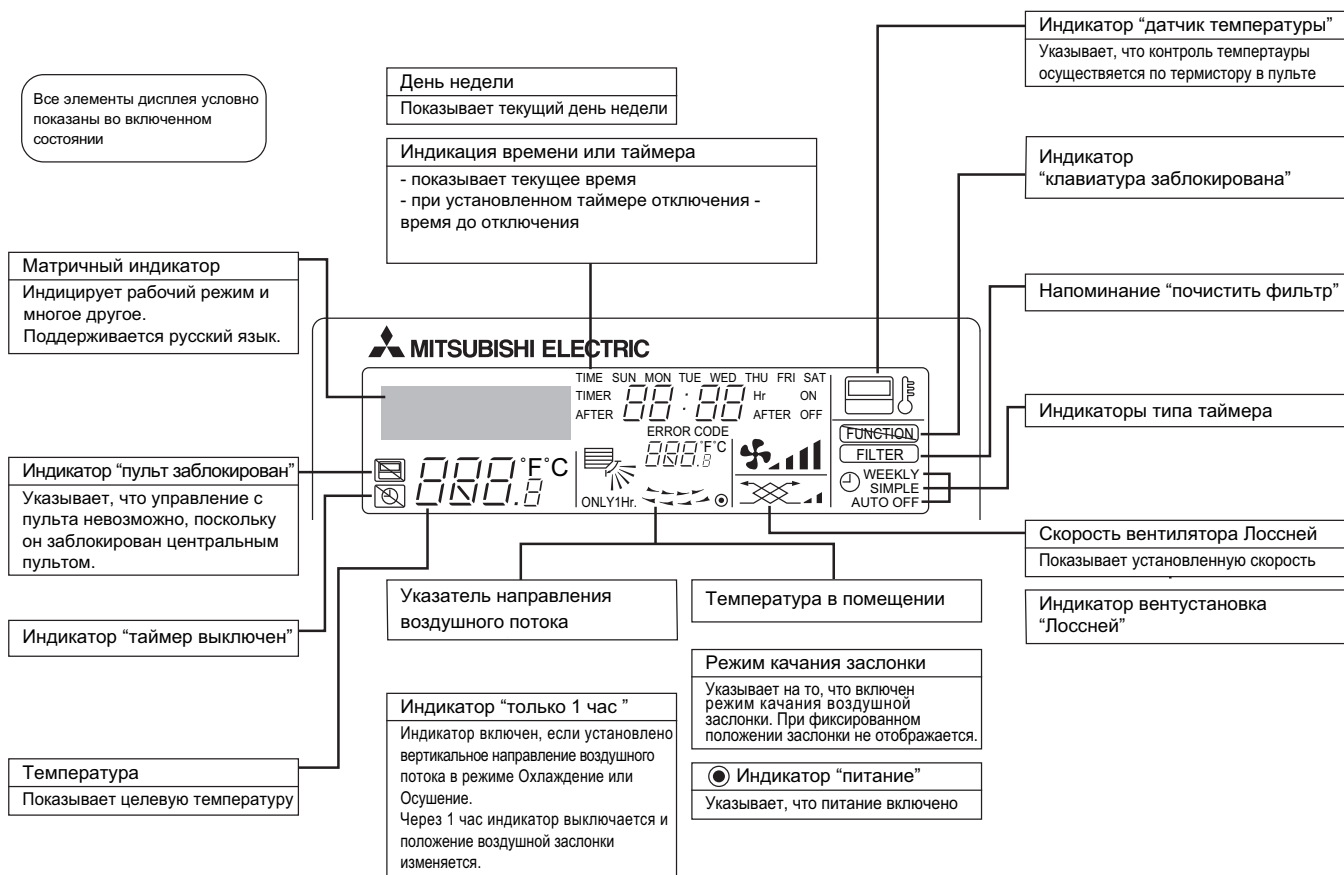 Все элементы дисплея условно
показаны во включенном
состоянии
День недели
Показывает текущий день недели
Индикация времени или таймера
- показывает текущее время
- при установленном таймере отключения -
время до отключения
Индикатор “датчик температуры”
Указывает, что контроль темпертауры
осуществяется по термистору в пульте
Индикатор
“клавиатура заблокирована”
Напоминание “почистить фильтр”
Индикаторы типа таймера
Скорость вентилятора Лоссней
Показывает установленную скорость
Индикатор вентустановка
“Лоссней”
Матричный индикатор
Индицирует рабочий режим и
многое другое.
Поддерживается русский язык.
Индикатор “пульт заблокирован”
Указывает, что управление с
пульта невозможно, поскольку
он заблокирован центральным
пультом.
Индикатор “таймер выключен”
Температура
Показывает целевую температуру
MITSUBISHI ELECTRIC
TIME SUN MON TUE WED THU FRI SAT
TIMER 88:88 Hr ON
AFTER AFTER OFF
ERROR CODE
888.8 °F°C
888.8 °F°C
ONLY1Hr.
FUNCTION
FILTER
WEEKLY
SIMPLE
AUTO OFF
Указатель направления
воздушного потока
Температура в помещении
Индикатор “только 1 час ”
Индикатор включен, если установлено
вертикальное направление воздушного
потока в режиме Охлаждение или
Осушение.
Через 1 час индикатор выключается и
положение воздушной заслонки
изменяется.
Режим качания заслонки
Указывает на то, что включен
режим качания воздушной
заслонки. При фиксированном
положении заслонки не отображается.
Индикатор “питание”
Указывает, что питание включено